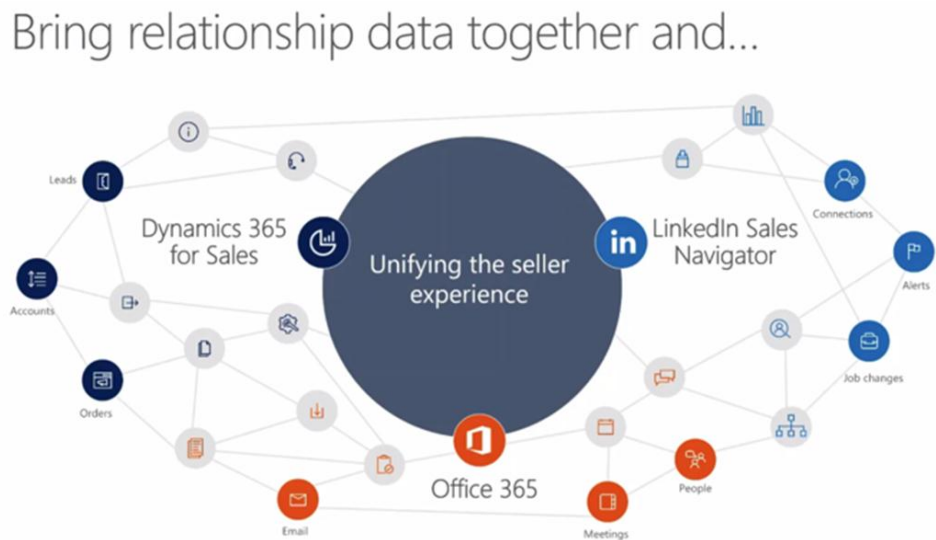 Bring relationship data together and...
Leads
Dynamics 365
for Sales
Accounts
Orders
Unifying the seller
experience
in
LinkedIn Sales
Navigator
Connections
Alerts
Job changes
Office 365
Email
Meetings
People